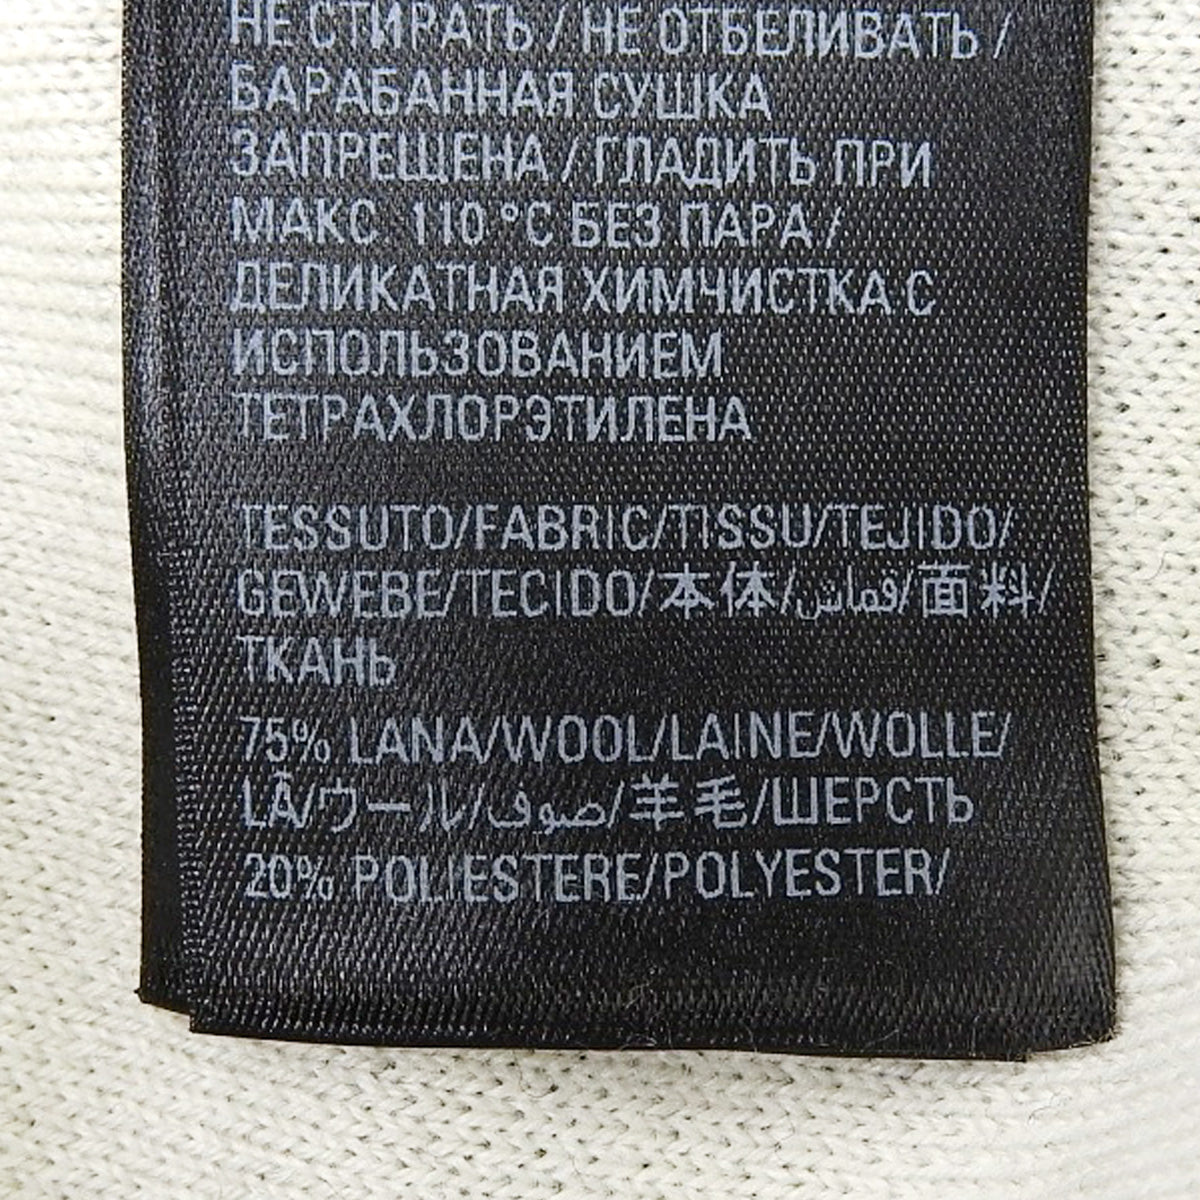 НЕ СТИРАТЬ / НЕ ОТБЕЛИВАТЬ /
БАРАБАННАЯ СУШКА
ЗАПРЕЩЕНА / ГЛАДИТЬ ПРИ
МАКС. 110 °C БЕЗ ПАРА /
ДЕЛИКАТНАЯ ХИМЧИСТКА С
ИСПОЛЬЗОВАНИЕМ
ТЕТРАХЛОРЭТИЛЕНА
TESSUTO/FABRIC/TISSU/TEJIDO/
GEWEBE/TECIDO/本体/قماش/面料/
ТКАНЬ
75% LANA/WOOL/LAINE/WOLLE/
LÃ/ウール/صوف/羊毛/ШЕРСТЬ
20% POLIESTERE/POLYESTER/